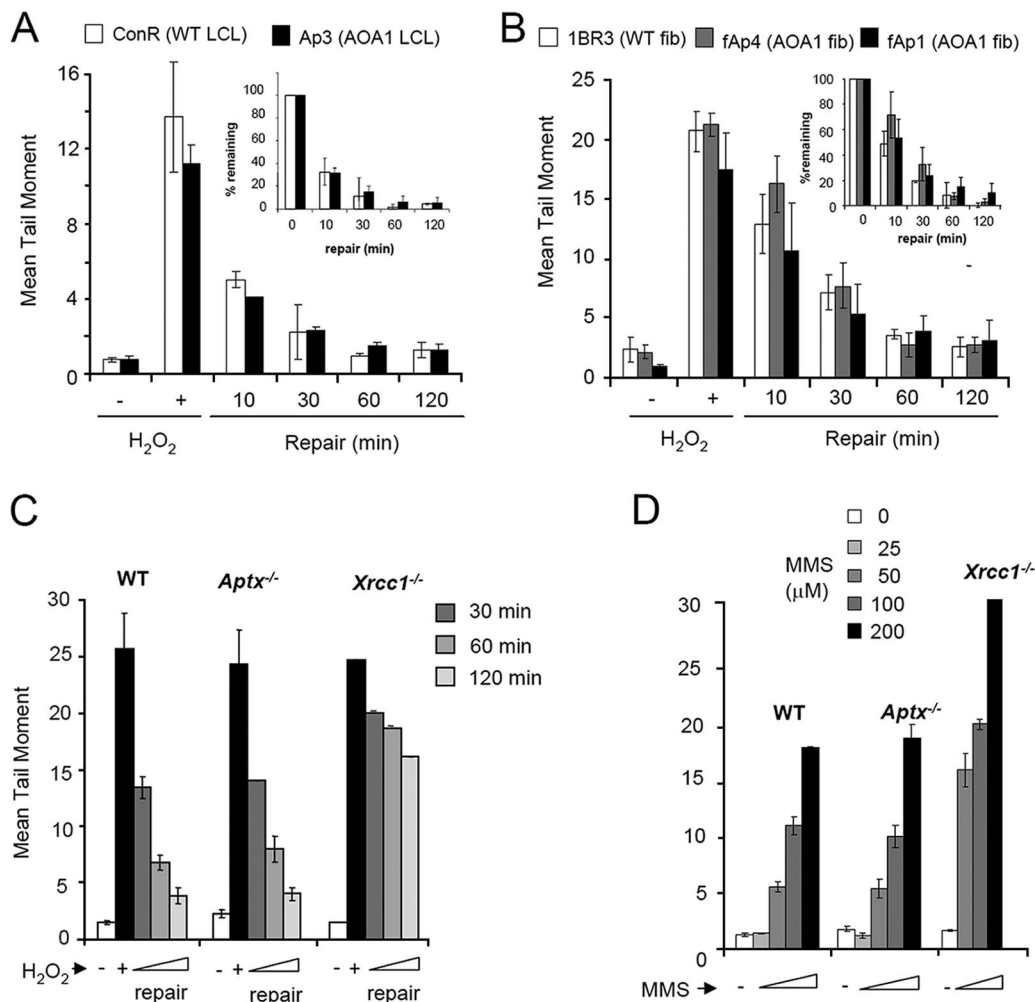 A
ConR (WT LCL) Ap3 (AOA1 LCL)
Mean Tail Moment
16
12
8
4
0
- + 10 30 60 120
H₂O₂ Repair (min)
% remaining
100
80
60
40
20
0 10 30 60 120
repair (min)
B
1BR3 (WT fib) fAp4 (AOA1 fib) fAp1 (AOA1 fib)
Mean Tail Moment
25
20
15
10
5
0
- + 10 30 60 120
H₂O₂ Repair (min)
%remaining
100
80
60
40
20
0
0 10 30 60 120
repair (min)
-
C
WT Aptx-/- Xrcc1-/-
30 min
60 min
120 min
Mean Tail Moment
30
25
20
15
10
5
0
H₂O₂ - + - + - +
repair repair repair
D
MMS
(μM)
0
25
50
100
200
WT Aptx-/- Xrcc1-/-
30
25
20
15
10
5
0
MMS - - -